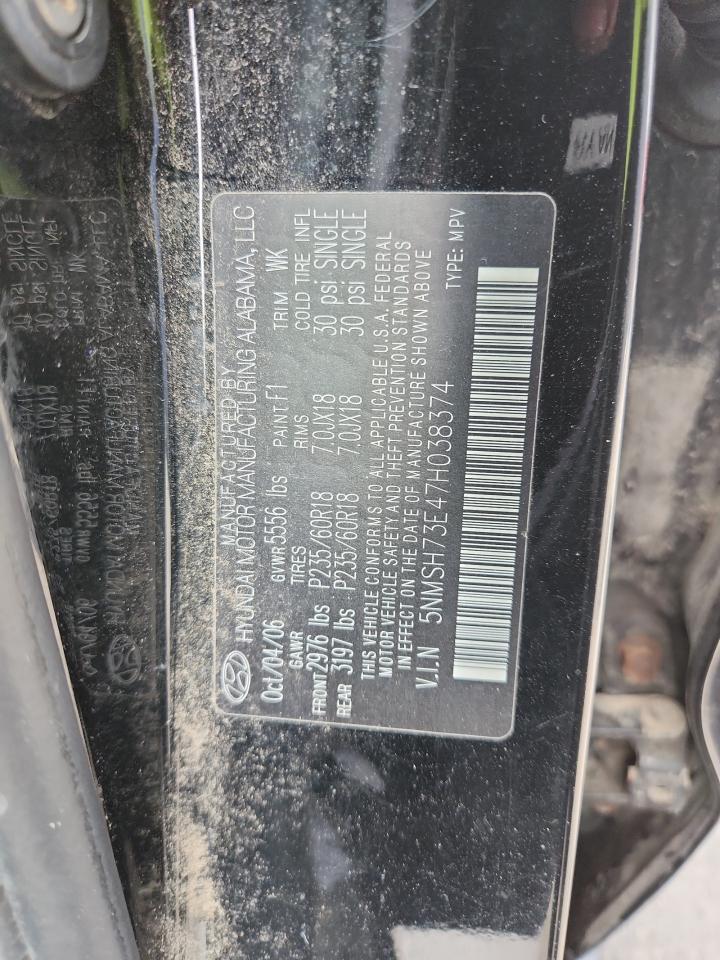 MANUFACTURED BY
HYUNDAI MOTOR MANUFACTURING ALABAMA, LLC
Oct/04/06 GVWR 5556 lbs PAINT F1 TRIM WK
GAWR TIRES RIMS COLD TIRE INFL
FRONT 2976 lbs P235/60R18 7.0JX18 30 psi SINGLE
REAR 3197 lbs P235/60R18 7.0JX18 30 psi SINGLE
THIS VEHICLE CONFORMS TO ALL APPLICABLE U.S.A. FEDERAL
MOTOR VEHICLE SAFETY AND THEFT PREVENTION STANDARDS
IN EFFECT ON THE DATE OF MANUFACTURE SHOWN ABOVE
V.I.N 5NMSH73E47H038374 TYPE: MPV